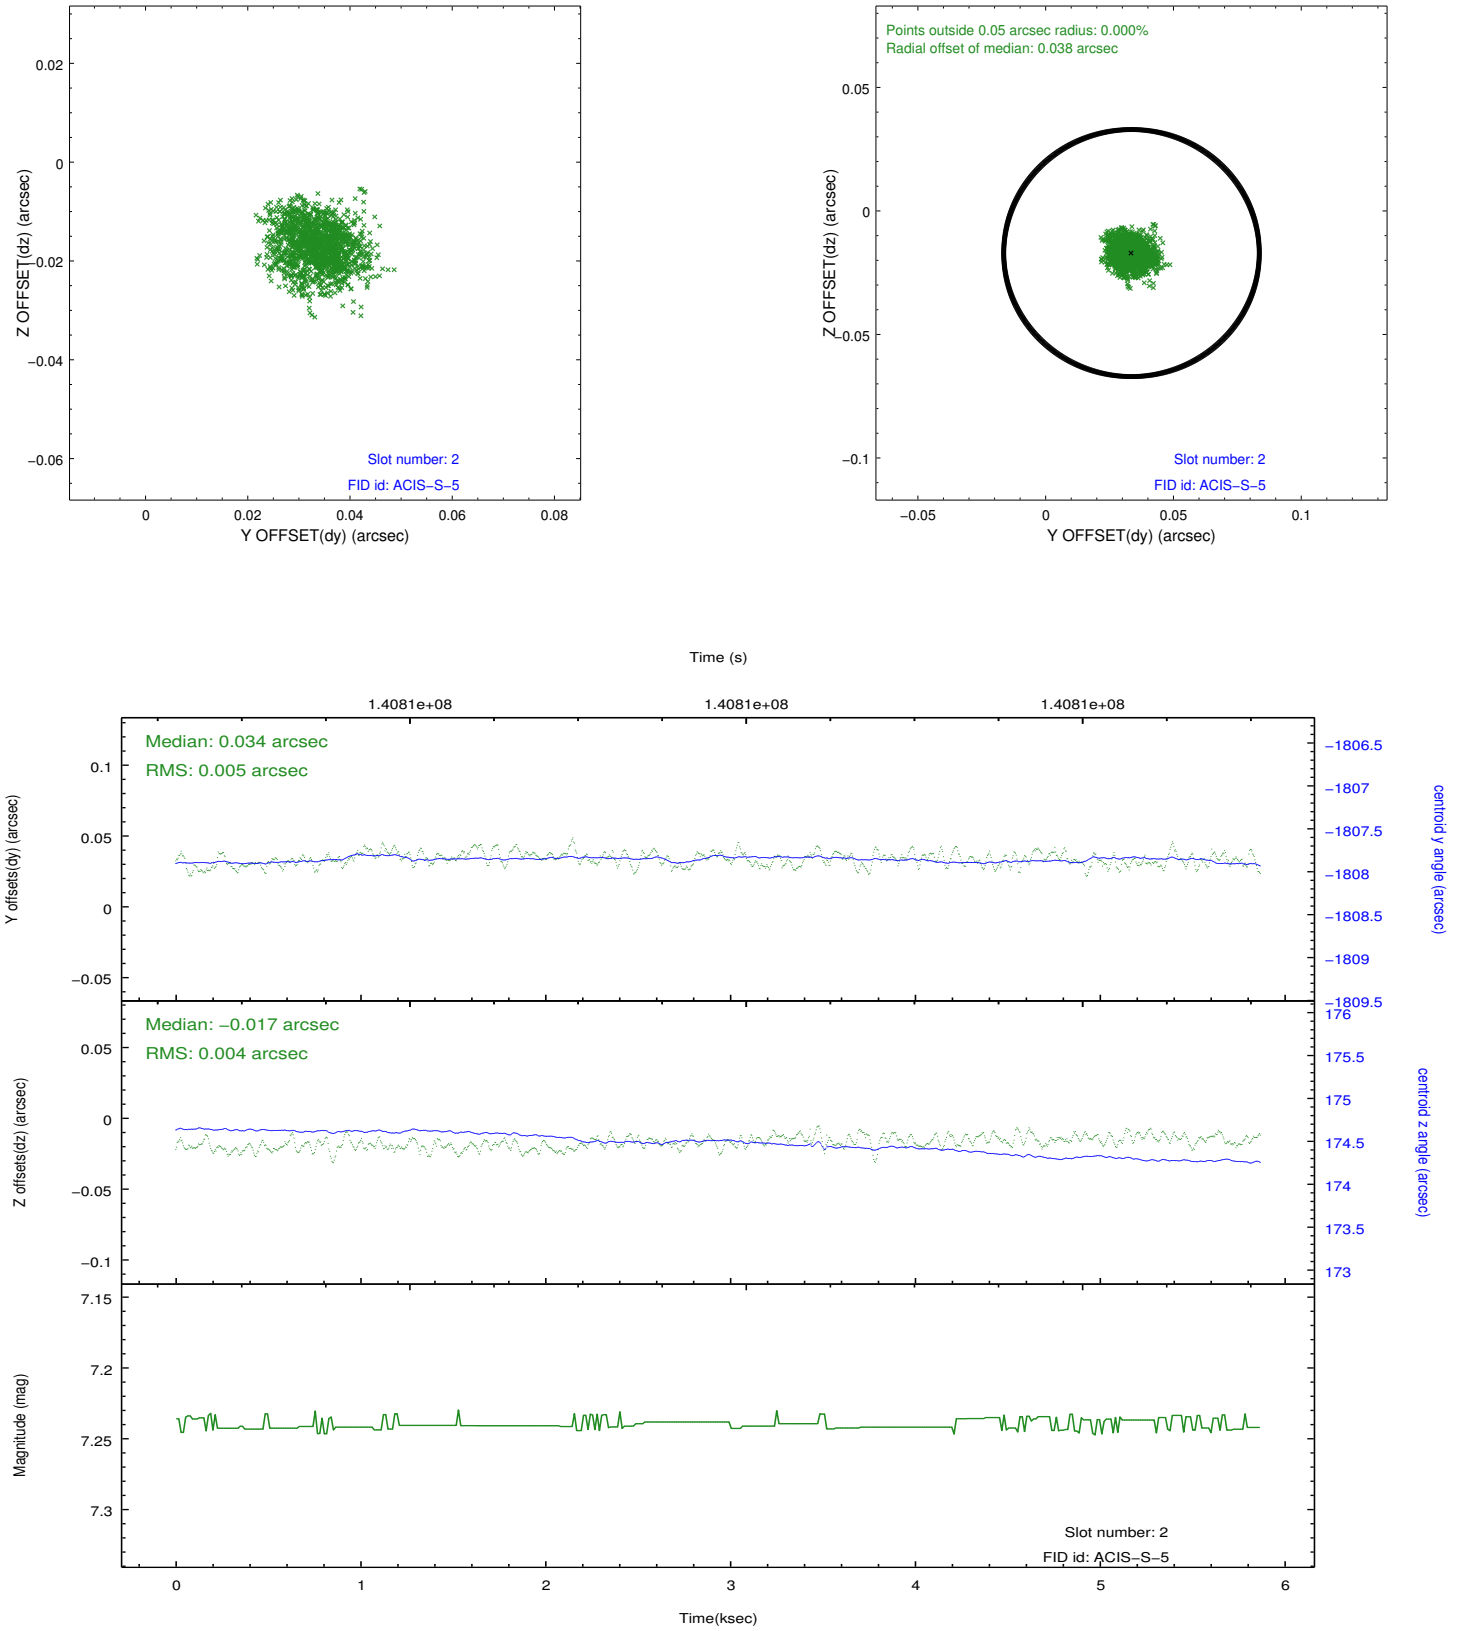 0.02
0
−0.02
−0.04
−0.06
Z OFFSET(dz) (arcsec)
Slot number: 2
FID id: ACIS−S−5
0
0.02
0.04
0.06
0.08
Y OFFSET(dy) (arcsec)
Points outside 0.05 arcsec radius: 0.000%
Radial offset of median: 0.038 arcsec
0.05
0
−0.05
−0.1
Z OFFSET(dz) (arcsec)
Slot number: 2
FID id: ACIS−S−5
−0.05
0
0.05
0.1
Y OFFSET(dy) (arcsec)
Time (s)
1.4081e+08
1.4081e+08
1.4081e+08
Median: 0.034 arcsec
RMS: 0.005 arcsec
0.1
0.05
0
−0.05
Y offsets(dy) (arcsec)
−1806.5
−1807
−1807.5
−1808
−1808.5
−1809
−1809.5
centroid y angle (arcsec)
Median: −0.017 arcsec
RMS: 0.004 arcsec
0.05
0
−0.05
−0.1
Z offsets(dz) (arcsec)
176
175.5
175
174.5
174
173.5
173
centroid z angle (arcsec)
7.15
7.2
7.25
7.3
Magnitude (mag)
Slot number: 2
FID id: ACIS−S−5
0
1
2
3
4
5
6
Time(ksec)